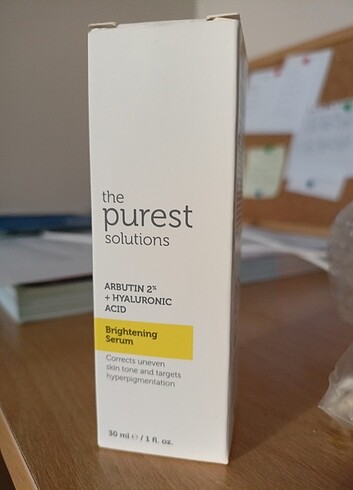 the
purest
solutions
ARBUTIN 2%
+ HYALURONIC
ACID
Brightening
Serum
Corrects uneven
skin tone and targets
hyperpigmentation
30 ml ℮ / 1 fl. oz.